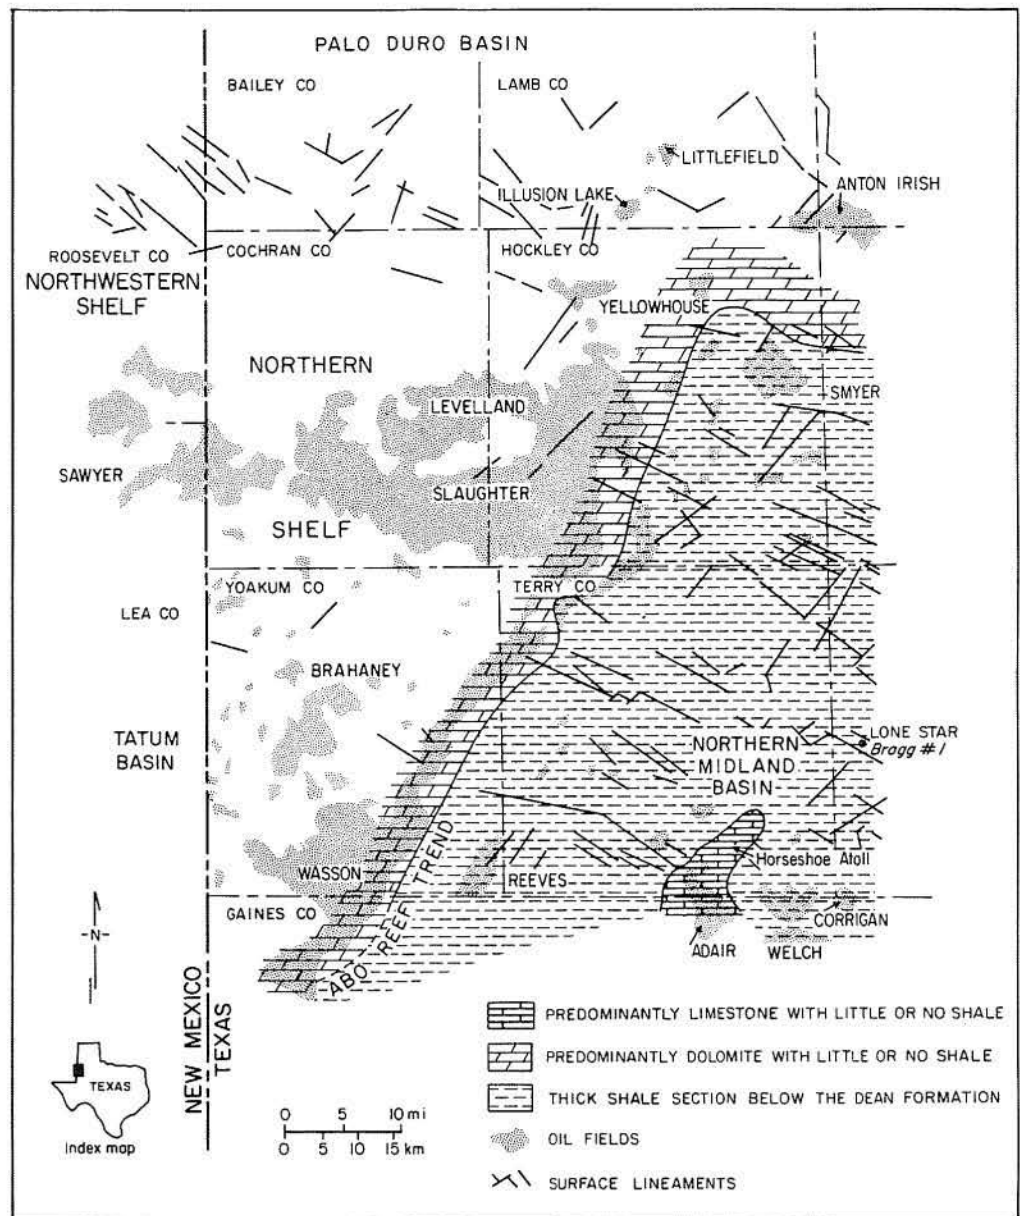 PALO DURO BASIN
BAILEY CO
LAMB CO
LITTLEFIELD
ILLUSION LAKE
ANTON IRISH
ROOSEVELT CO
COCHRAN CO
HOCKLEY CO
NORTHWESTERN
SHELF
YELLOWHOUSE
NORTHERN
SMYER
LEVELLAND
SAWYER
SLAUGHTER
SHELF
YOAKUM CO
TERRY CO
LEA CO
BRAHANEY
TATUM
BASIN
NORTHERN
MIDLAND
BASIN
LONE STAR
Bragg #1
Horseshoe Atoll
WASSON
REEVES
ABO REEF TREND
GAINES CO
CORRIGAN
ADAIR
WELCH
N
NEW MEXICO
TEXAS
PREDOMINANTLY LIMESTONE WITH LITTLE OR NO SHALE
PREDOMINANTLY DOLOMITE WITH LITTLE OR NO SHALE
THICK SHALE SECTION BELOW THE DEAN FORMATION
OIL FIELDS
SURFACE LINEAMENTS
TEXAS
Index map
0 5 10 mi
0 5 10 15 km